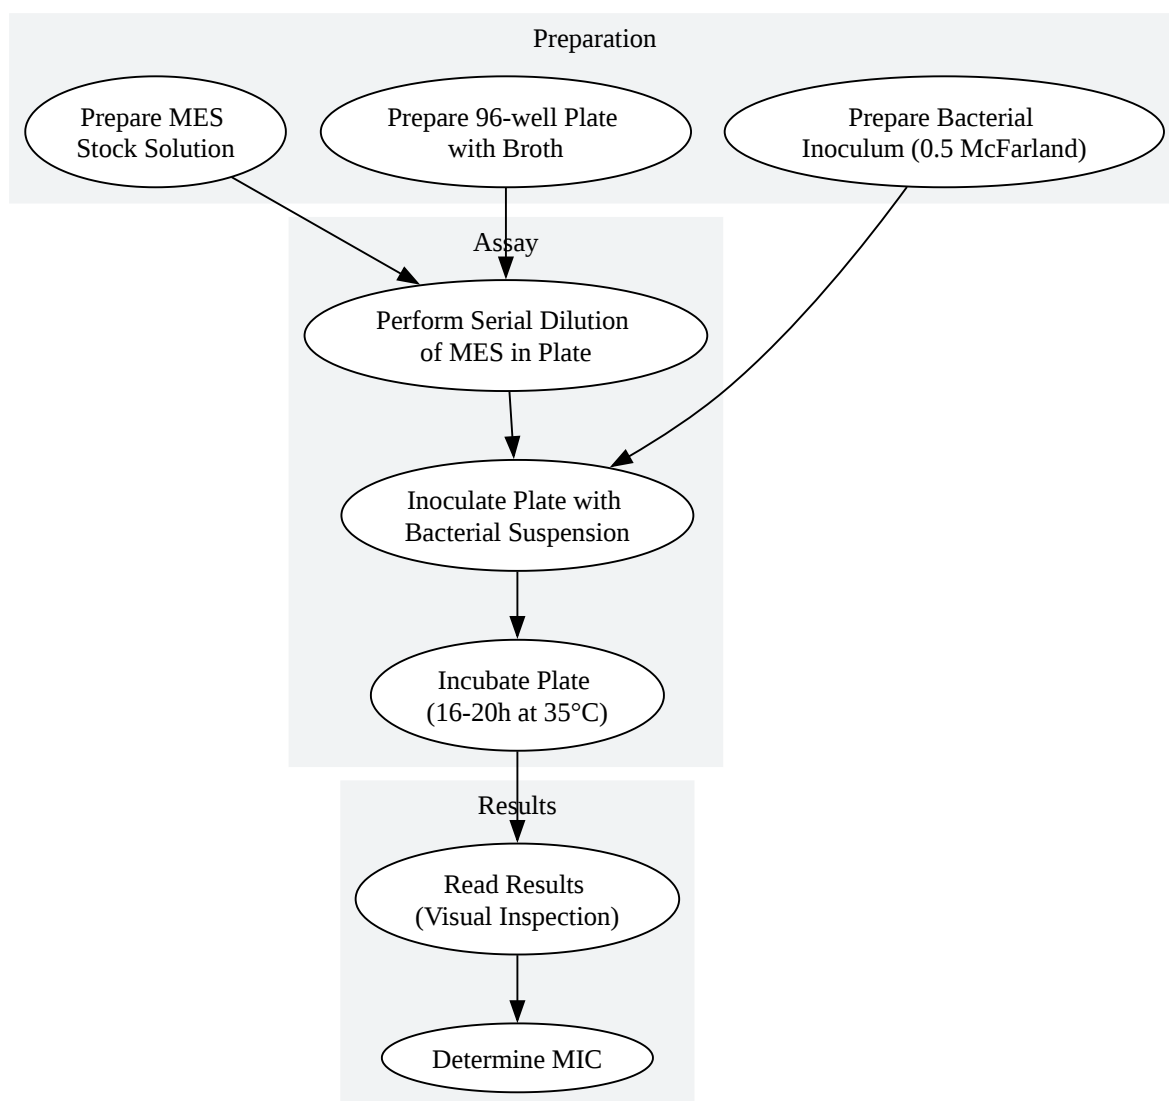 Preparation
Prepare MES
Stock Solution
Prepare 96-well Plate
with Broth
Prepare Bacterial
Inoculum (0.5 McFarland)
Assay
Perform Serial Dilution
of MES in Plate
Inoculate Plate with
Bacterial Suspension
Incubate Plate
(16-20h at 35°C)
Results
Read Results
(Visual Inspection)
Determine MIC